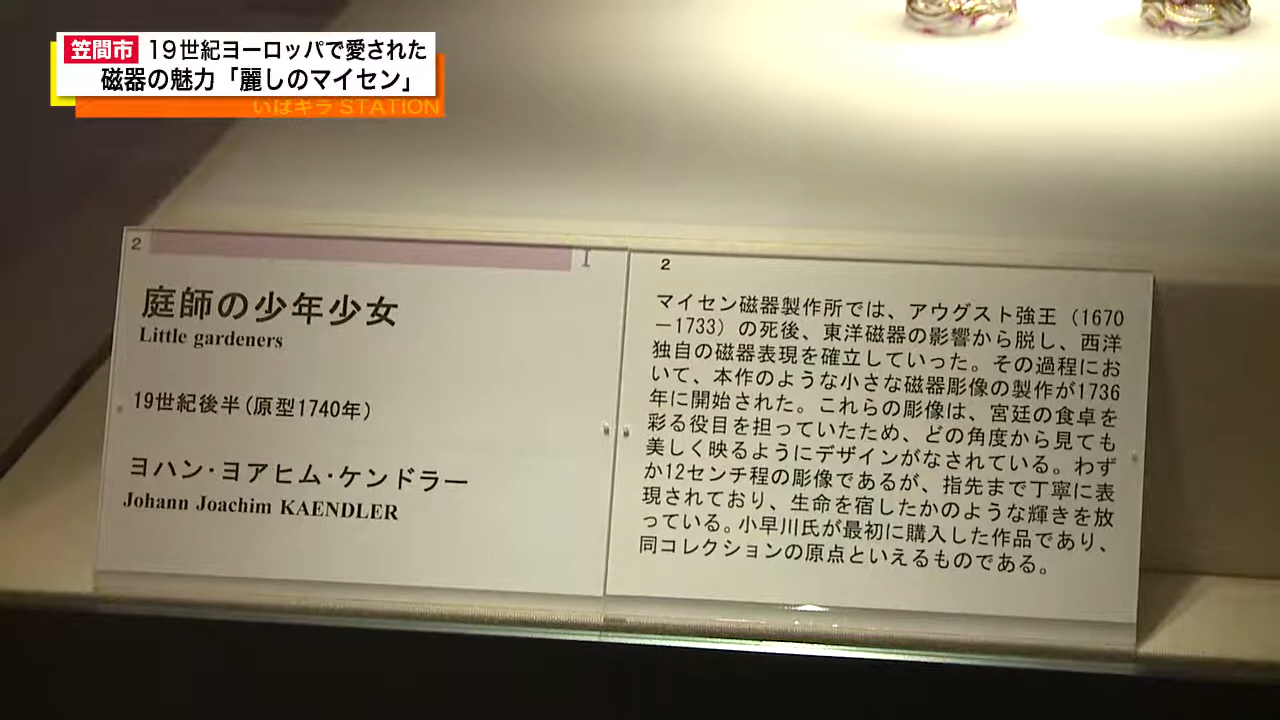 笠間市 19世紀ヨーロッパで愛された
磁器の魅力「麗しのマイセン」
いばキラ STATION
2
I
庭師の少年少女
Little gardeners
19世紀後半(原型1740年)
ヨハン・ヨアヒム・ケンドラー
Johann Joachim KAENDLER
2
マイセン磁器製作所では、アウグスト強王（1670
－1733）の死後、東洋磁器の影響から脱し、西洋
独自の磁器表現を確立していった。その過程にお
いて、本作のような小さな磁器彫像の製作が1736
年に開始された。これらの彫像は、宮廷の食卓を
彩る役目を担っていたため、どの角度から見ても
美しく映るようにデザインがなされている。わず
か12センチ程の彫像であるが、指先まで丁寧に表
現されており、生命を宿したかのような輝きを放
っている。小早川氏が最初に購入した作品であり、
同コレクションの原点といえるものである。